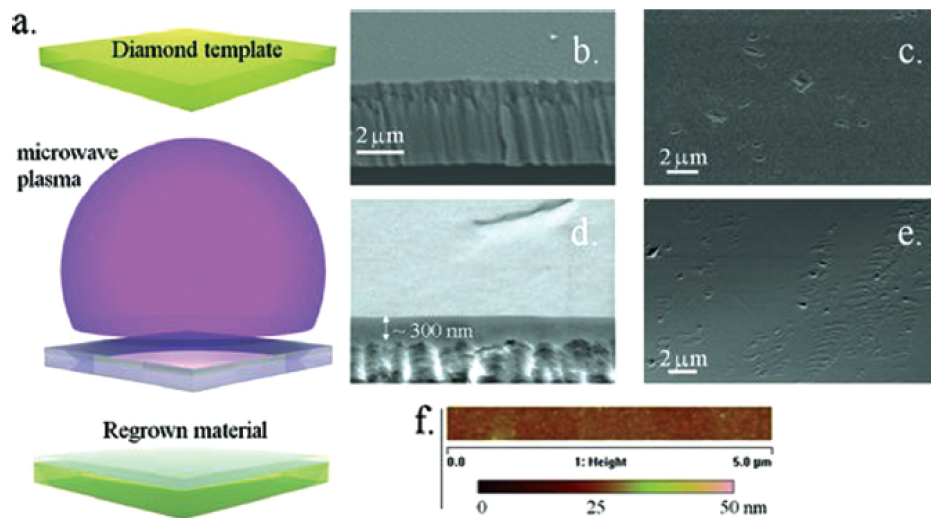 a.
Diamond template
microwave
plasma
Regrown material
b.
2 μm
c.
2 μm
d.
~ 300 nm
e.
2 μm
f.
0.0
1: Height
5.0 μm
0
25
50 nm